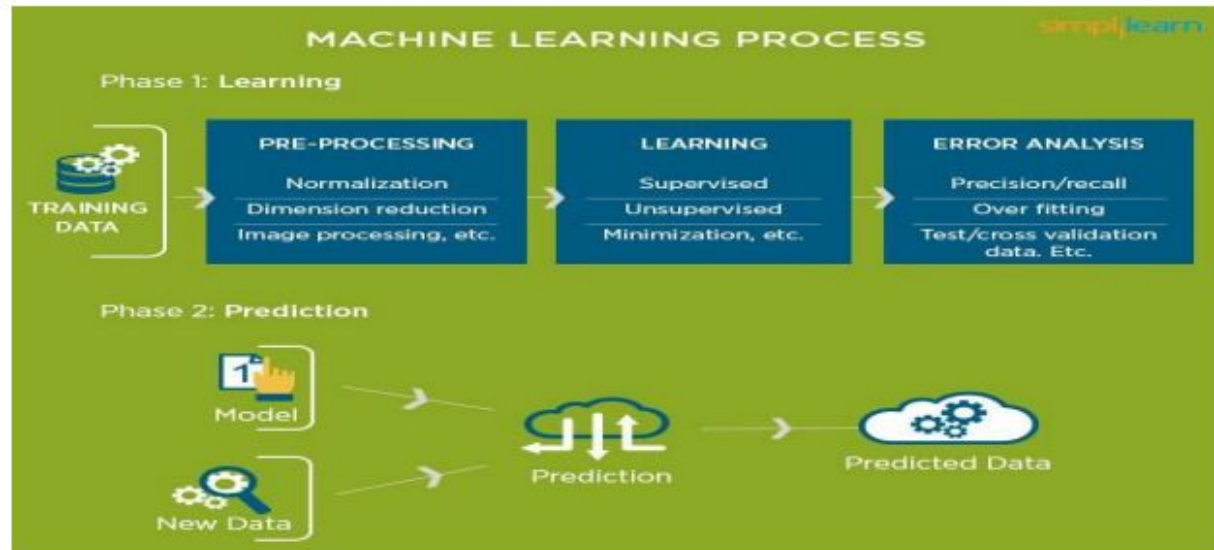 simplilearn
MACHINE LEARNING PROCESS
Phase 1: Learning
TRAINING
DATA
PRE-PROCESSING
Normalization
Dimension reduction
Image processing, etc.
LEARNING
Supervised
Unsupervised
Minimization, etc.
ERROR ANALYSIS
Precision/recall
Over fitting
Test/cross validation
data. Etc.
Phase 2: Prediction
1
Model
New Data
Prediction
Predicted Data